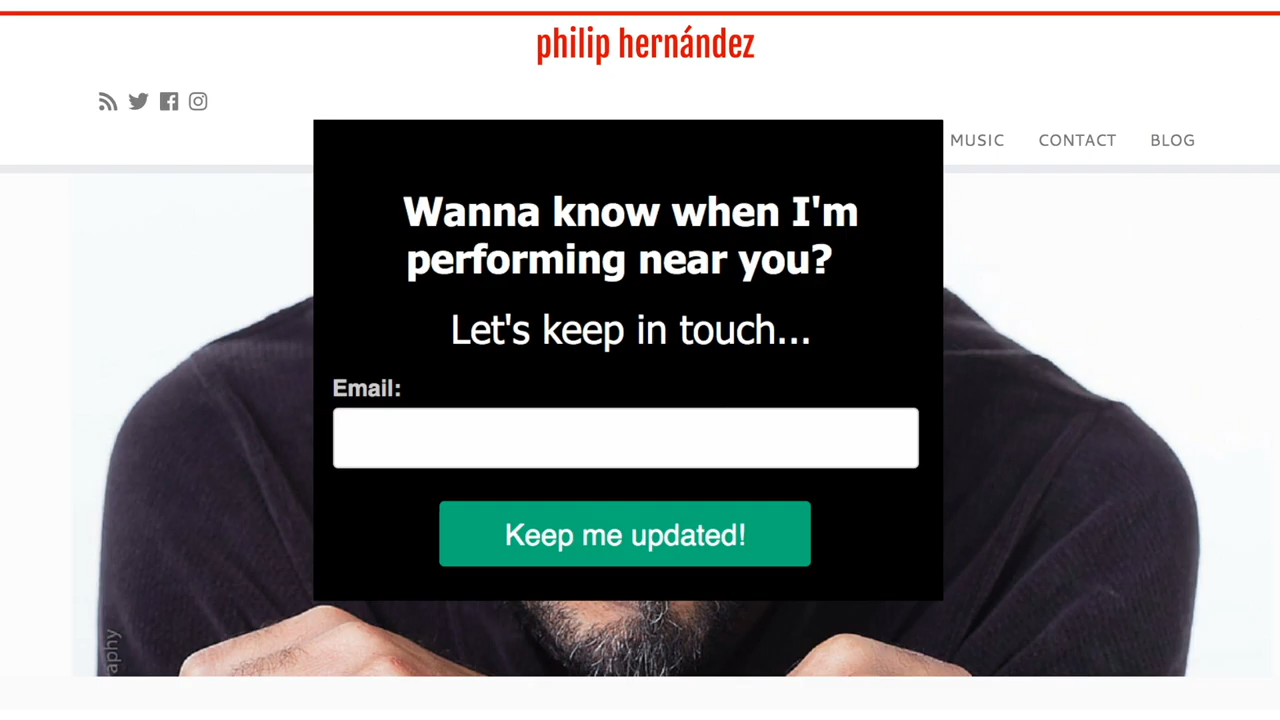 philip hernández
MUSIC CONTACT BLOG
Wanna know when I'm
performing near you?
Let's keep in touch...
Email:
Keep me updated!
aphy